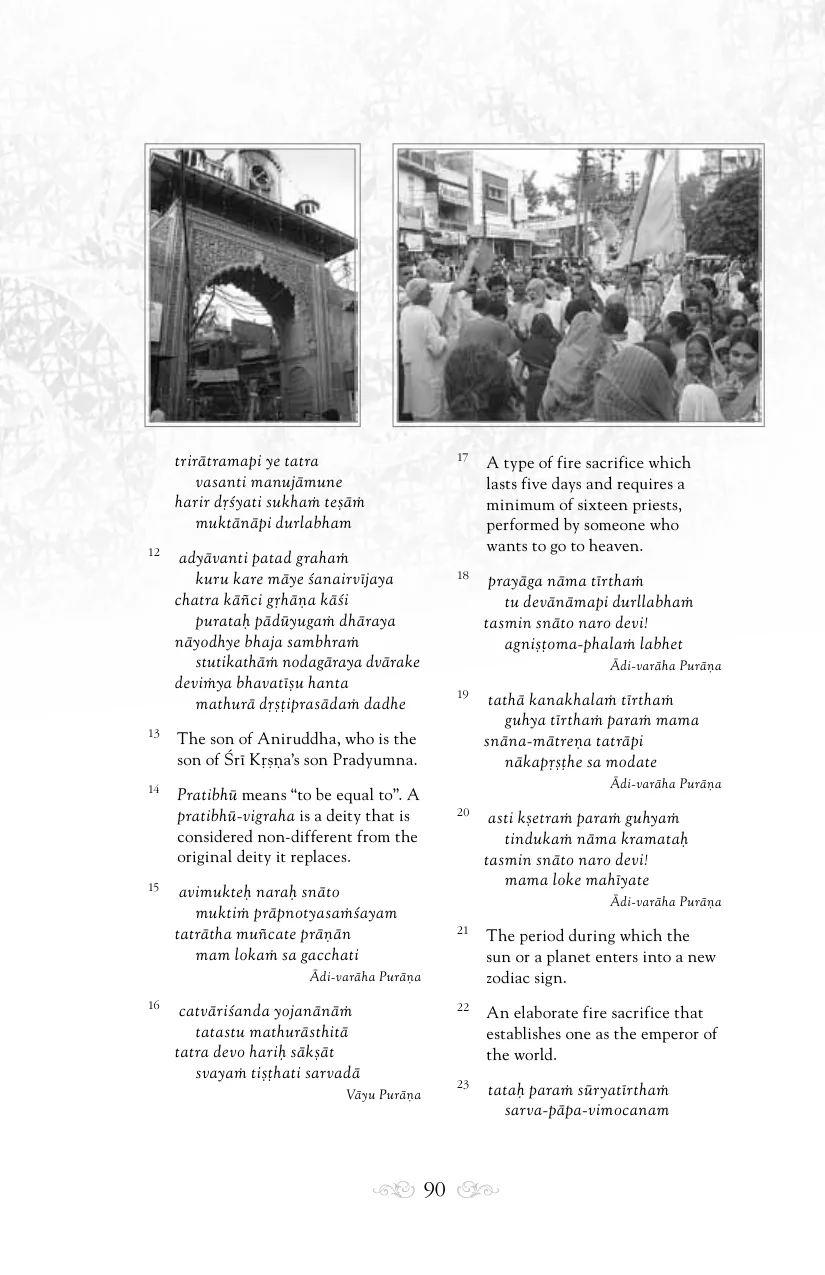 trirātramapi ye tatra
vasanti manujāmune
harir dṛśyati sukhaṁ teṣāṁ
muktānāpi durlabham
12 adyāvanti patad grahaṁ
kuru kare māye śanairvījaya
chatra kāñci gṛhāṇa kāśi
purataḥ pādūyugaṁ dhāraya
nāyodhye bhaja sambhraṁ
stutikathāṁ nodagāraya dvārake
deviṁya bhavatīṣu hanta
mathurā dṛṣṭiprasādaṁ dadhe
13 The son of Aniruddha, who is the
son of Śrī Kṛṣṇa’s son Pradyumna.
14 Pratibhū means “to be equal to”. A
pratibhū-vigraha is a deity that is
considered non-different from the
original deity it replaces.
15 avimukteḥ naraḥ snāto
muktiṁ prāpnotyasaṁśayam
tatrātha muñcate prāṇān
mam lokaṁ sa gacchati
Ādi-varāha Purāṇa
16 catvāriśanda yojanānāṁ
tatastu mathurāsthitā
tatra devo hariḥ sākṣāt
svayaṁ tiṣṭhati sarvadā
Vāyu Purāṇa
17 A type of fire sacrifice which
lasts five days and requires a
minimum of sixteen priests,
performed by someone who
wants to go to heaven.
18 prayāga nāma tīrthaṁ
tu devānāmapi durllabhaṁ
tasmin snāto naro devi!
agniṣṭoma-phalaṁ labhet
Ādi-varāha Purāṇa
19 tathā kanakhalaṁ tīrthaṁ
guhya tīrthaṁ paraṁ mama
snāna-mātreṇa tatrāpi
nākapṛṣṭhe sa modate
Ādi-varāha Purāṇa
20 asti kṣetraṁ paraṁ guhyaṁ
tindukaṁ nāma kramataḥ
tasmin snāto naro devi!
mama loke mahīyate
Ādi-varāha Purāṇa
21 The period during which the
sun or a planet enters into a new
zodiac sign.
22 An elaborate fire sacrifice that
establishes one as the emperor of
the world.
23 tataḥ paraṁ sūryatīrthaṁ
sarva-pāpa-vimocanam
90